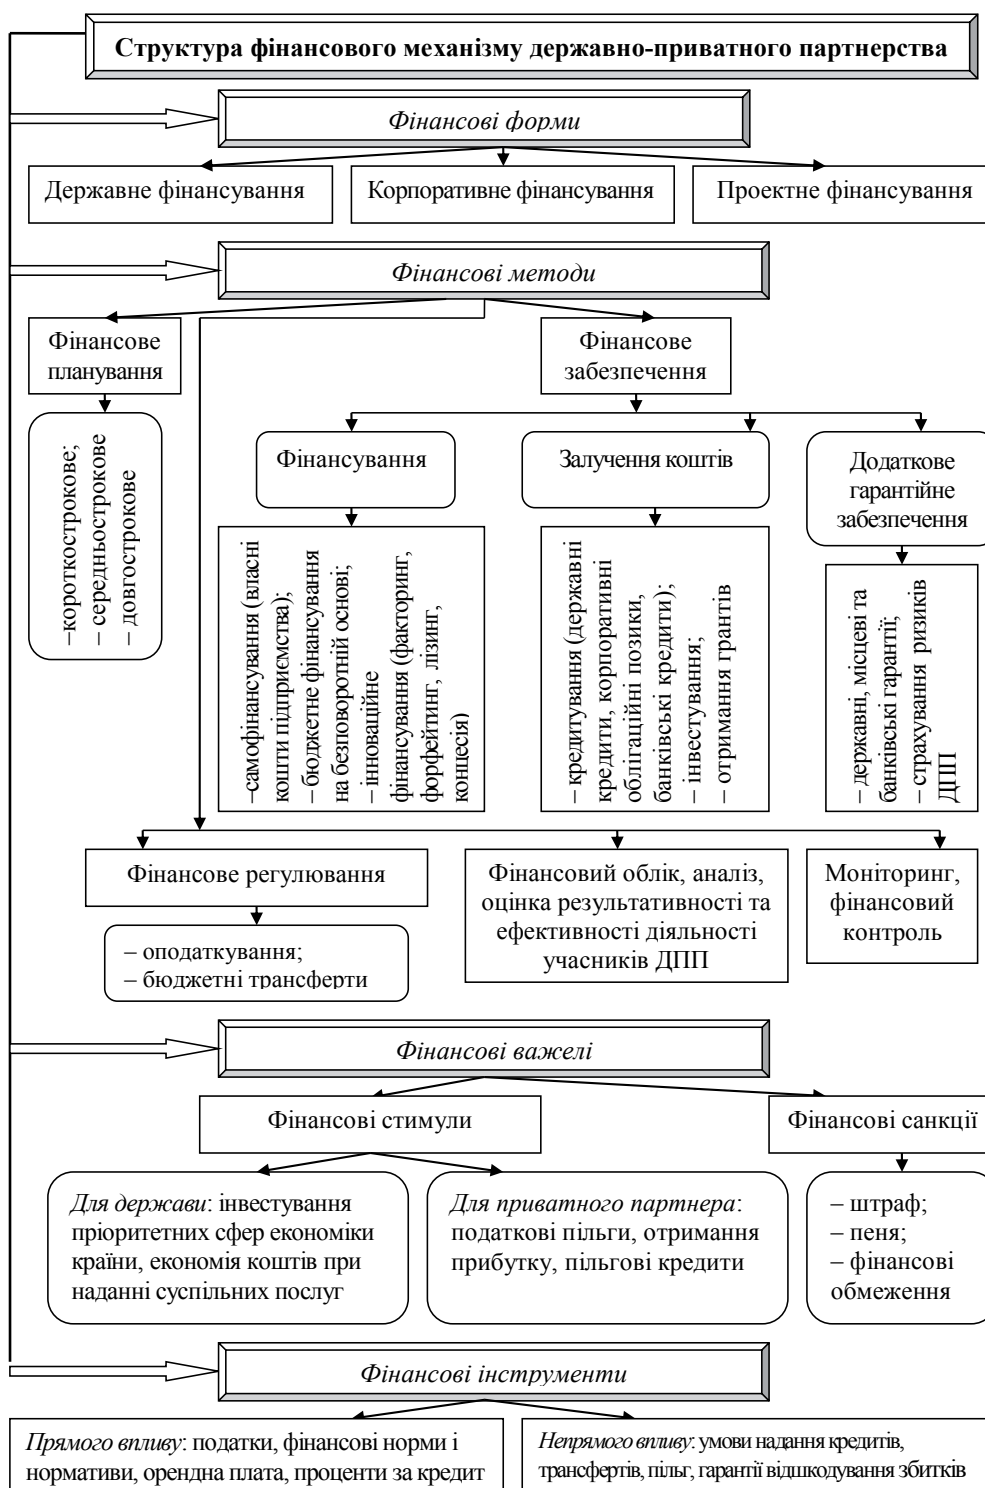 Структура фінансового механізму державно-приватного партнерства
Фінансові форми
Державне фінансування
Корпоративне фінансування
Проектне фінансування
Фінансові методи
Фінансове
планування
Фінансове
забезпечення
–короткострокове;
– середньострокове
– довгострокове
Фінансування
Залучення коштів
Додаткове
гарантійне
забезпечення
–самофінансування (власні
кошти підприємства);
– бюджетне фінансування
на безповоротній основі;
– інноваційне
фінансування (факторинг,
форфейтинг, лізинг,
концесія)
– кредитування (державні
кредити, корпоративні
облігаційні позики,
банківські кредити);
– інвестування;
– отримання грантів
– державні, місцеві та
банківські гарантії;
– страхування ризиків
ДПП
Фінансове регулювання
Фінансовий облік, аналіз,
оцінка результативності та
ефективності діяльності
учасників ДПП
Моніторинг,
фінансовий
контроль
– оподаткування;
– бюджетні трансферти
Фінансові важелі
Фінансові стимули
Фінансові санкції
Для держави: інвестування
пріоритетних сфер економіки
країни, економія коштів при
наданні суспільних послуг
Для приватного партнера:
податкові пільги, отримання
прибутку, пільгові кредити
– штраф;
– пеня;
– фінансові
обмеження
Фінансові інструменти
Прямого впливу: податки, фінансові норми і
нормативи, орендна плата, проценти за кредит
Непрямого впливу: умови надання кредитів,
трансфертів, пільг, гарантії відшкодування збитків